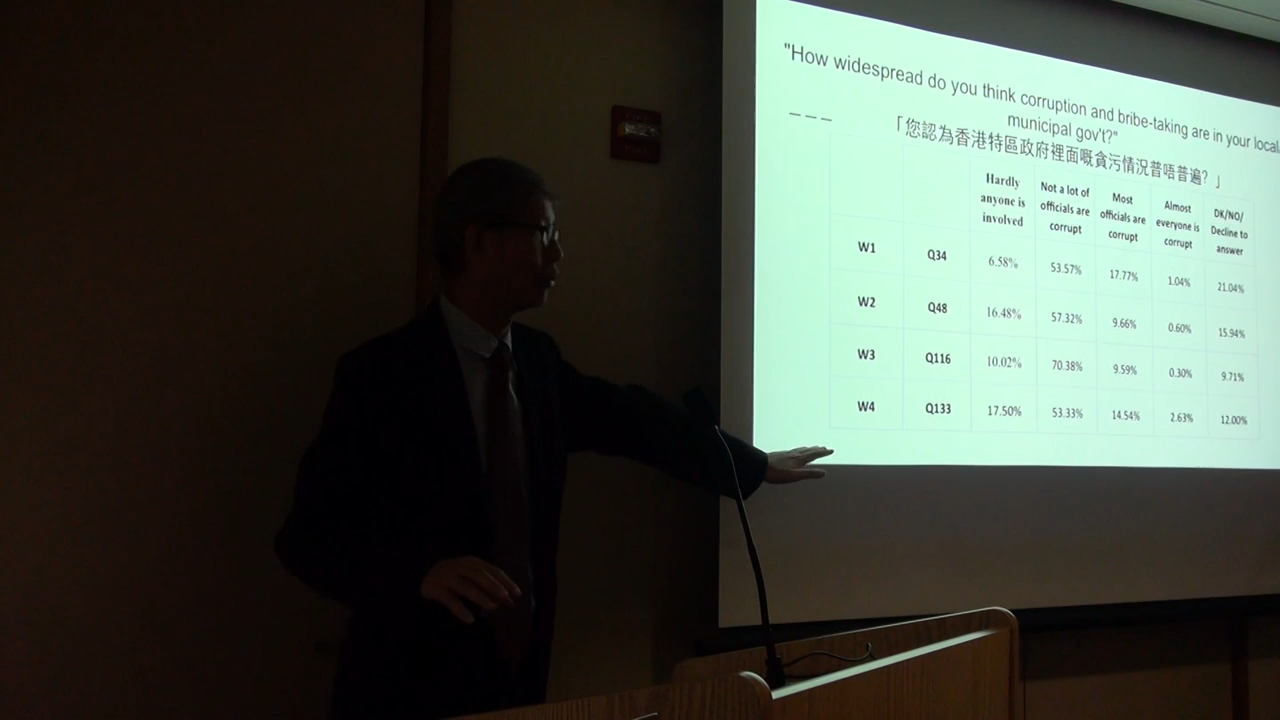 "How widespread do you think corruption and bribe-taking are in your local
municipal gov't?"
「您認為香港特區政府裡面嘅貪污情況普唔普遍？」
Hardly anyone is involved Not a lot of officials are corrupt Most officials are corrupt Almost everyone is corrupt DK/NO/ Decline to answer
W1 Q34 6.58% 53.57% 17.77% 1.04% 21.04%
W2 Q48 16.48% 57.32% 9.66% 0.60% 15.94%
W3 Q116 10.02% 70.38% 9.59% 0.30% 9.71%
W4 Q133 17.50% 53.33% 14.54% 2.63% 12.00%